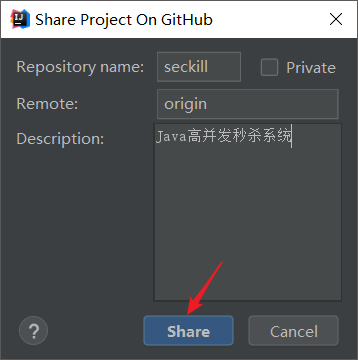 Share Project On GitHub
Repository name: seckill Private
Remote: origin
Description: Java高并发秒杀系统
? Share Cancel